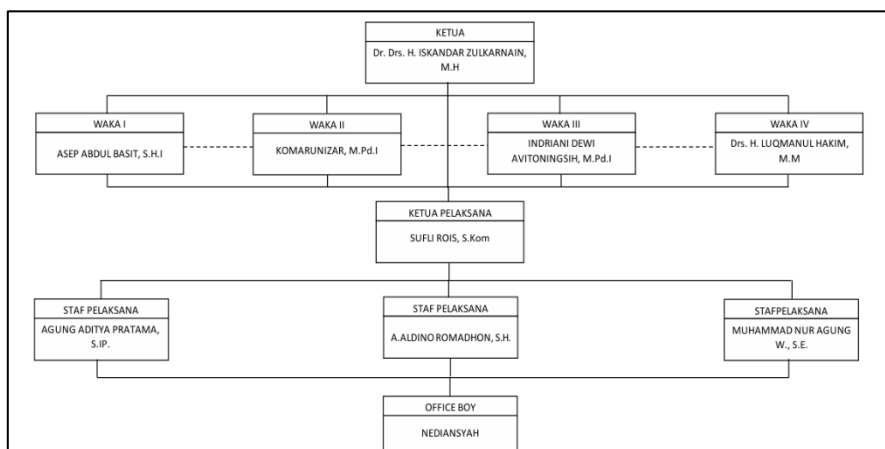 KETUA
Dr. Drs. H. ISKANDAR ZULKARNAIN,
M.H
WAKA I
ASEP ABDUL BASIT, S.H.I
WAKA II
KOMARUNIZAR, M.Pd.I
WAKA III
INDRIANI DEWI
AVITONINGSIH, M.Pd.I
WAKA IV
Drs. H. LUQMANUL HAKIM,
M.M
KETUA PELAKSANA
SUFLI ROIS, S.Kom
STAF PELAKSANA
AGUNG ADITYA PRATAMA,
S.IP.
STAF PELAKSANA
A.ALDINO ROMADHON, S.H.
STAFPELAKSANA
MUHAMMAD NUR AGUNG
W., S.E.
OFFICE BOY
NEDIANSYAH